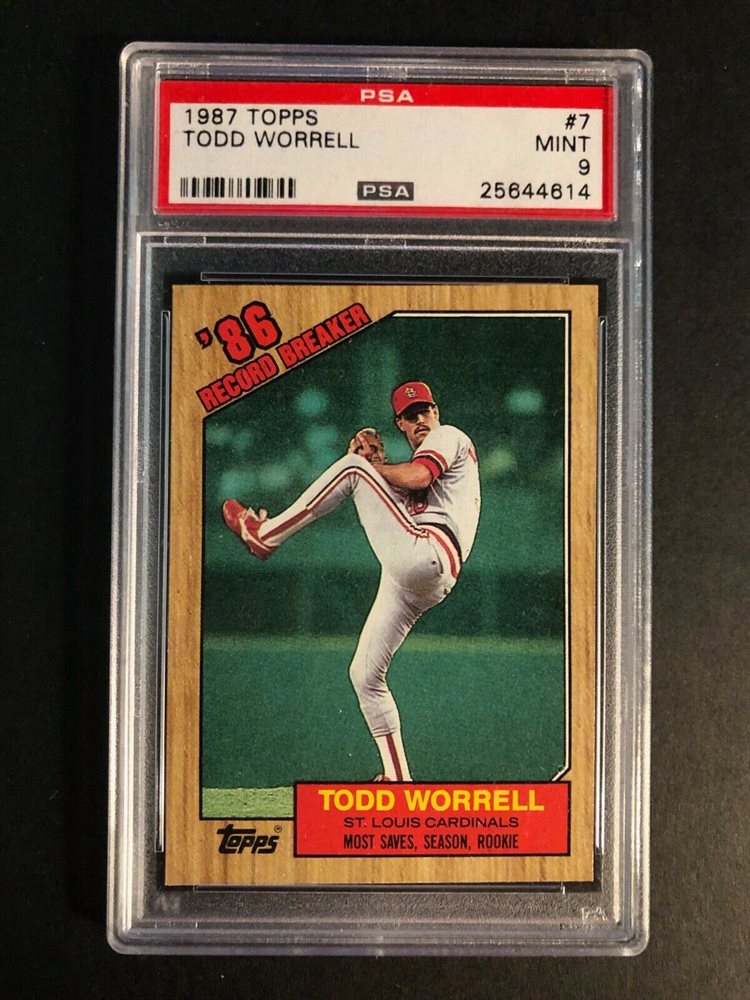 PSA
1987 TOPPS #7
TODD WORRELL MINT
9
PSA 25644614
'86
RECORD BREAKER
TODD WORRELL
ST. LOUIS CARDINALS
MOST SAVES, SEASON, ROOKIE
topps®